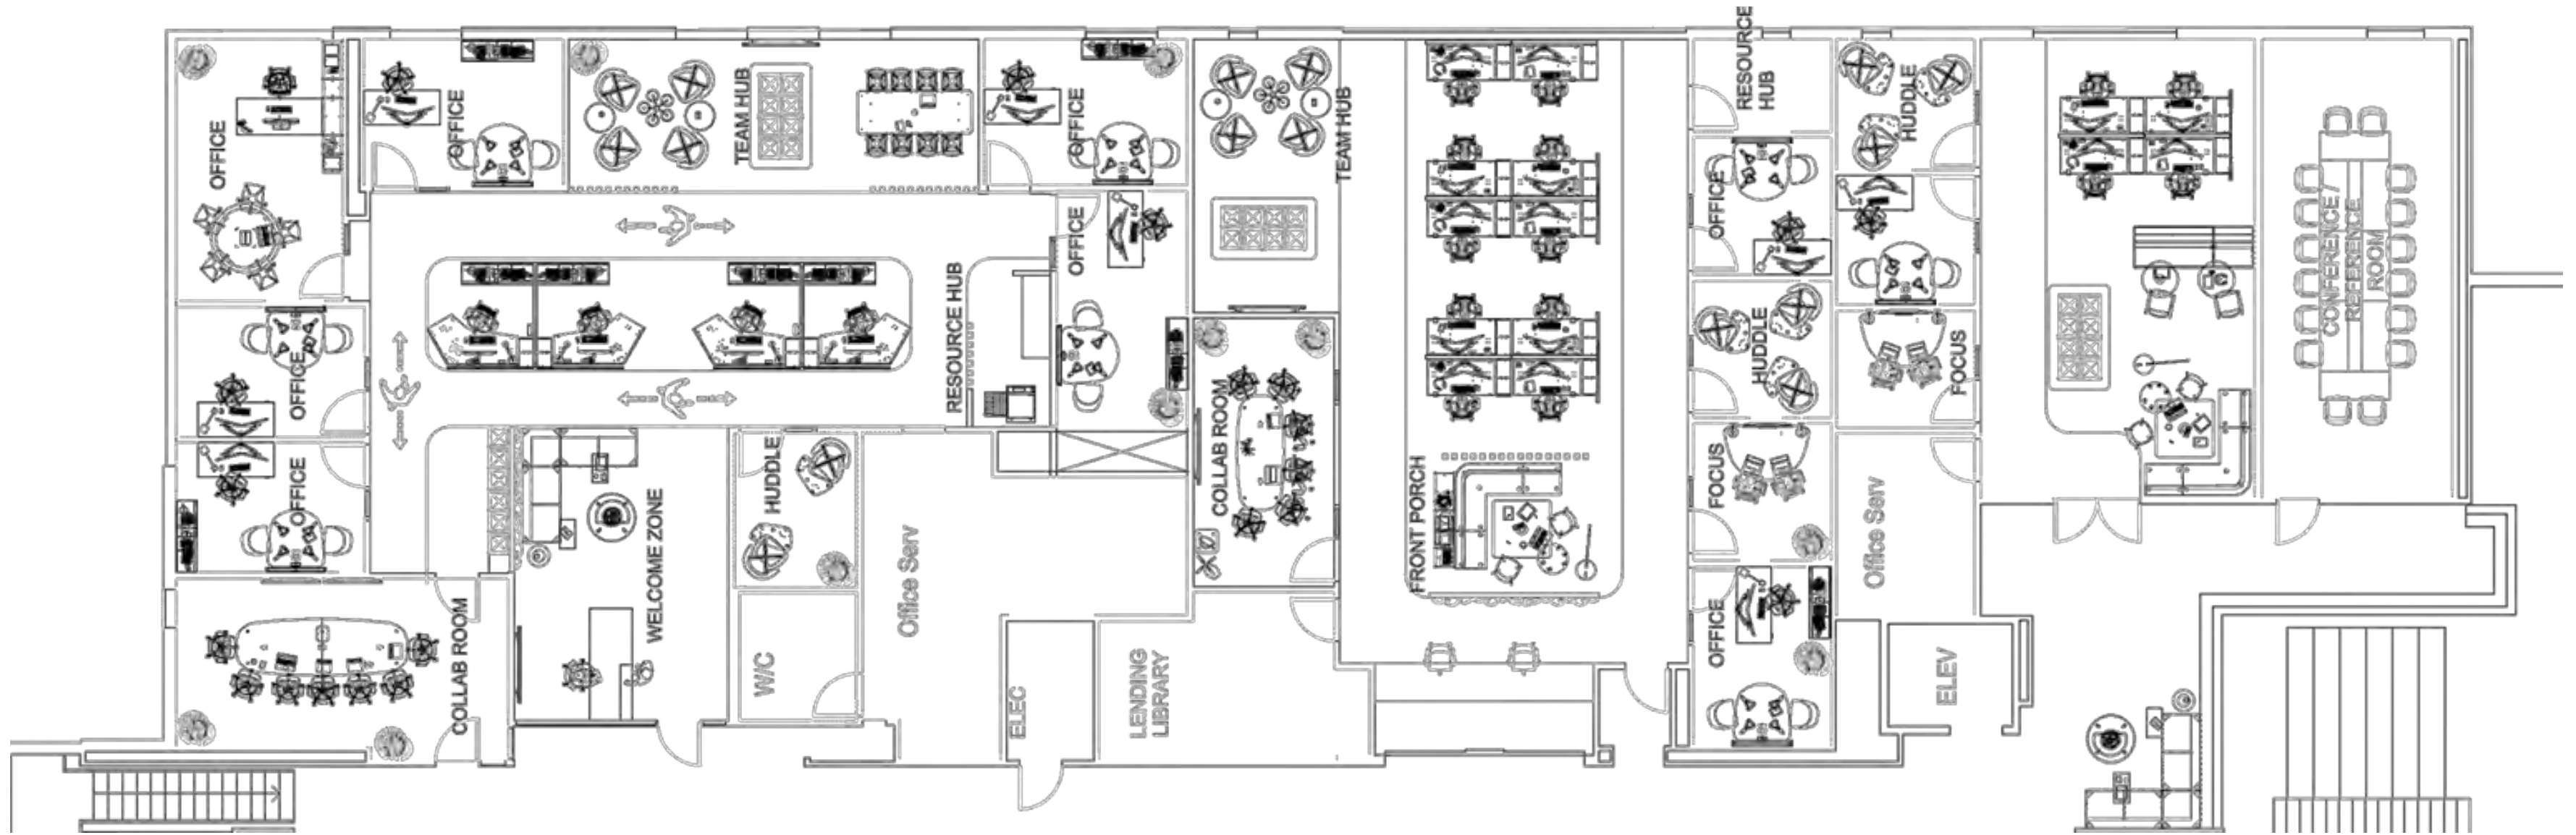 OFFICE
OFFICE
TEAM HUB
OFFICE
TEAM HUB
RESOURCE
HUB
HUDDLE
OFFICE
OFFICE
CONFERENCE /
REFERENCE
ROOM
OFFICE
RESOURCE HUB
HUDDLE
FOCUS
OFFICE
COLLAB ROOM
FRONT PORCH
FOCUS
Office Serv
WELCOME ZONE
HUDDLE
Office Serv
COLLAB ROOM
W/C
ELEC
LENDING
LIBRARY
OFFICE
ELEV